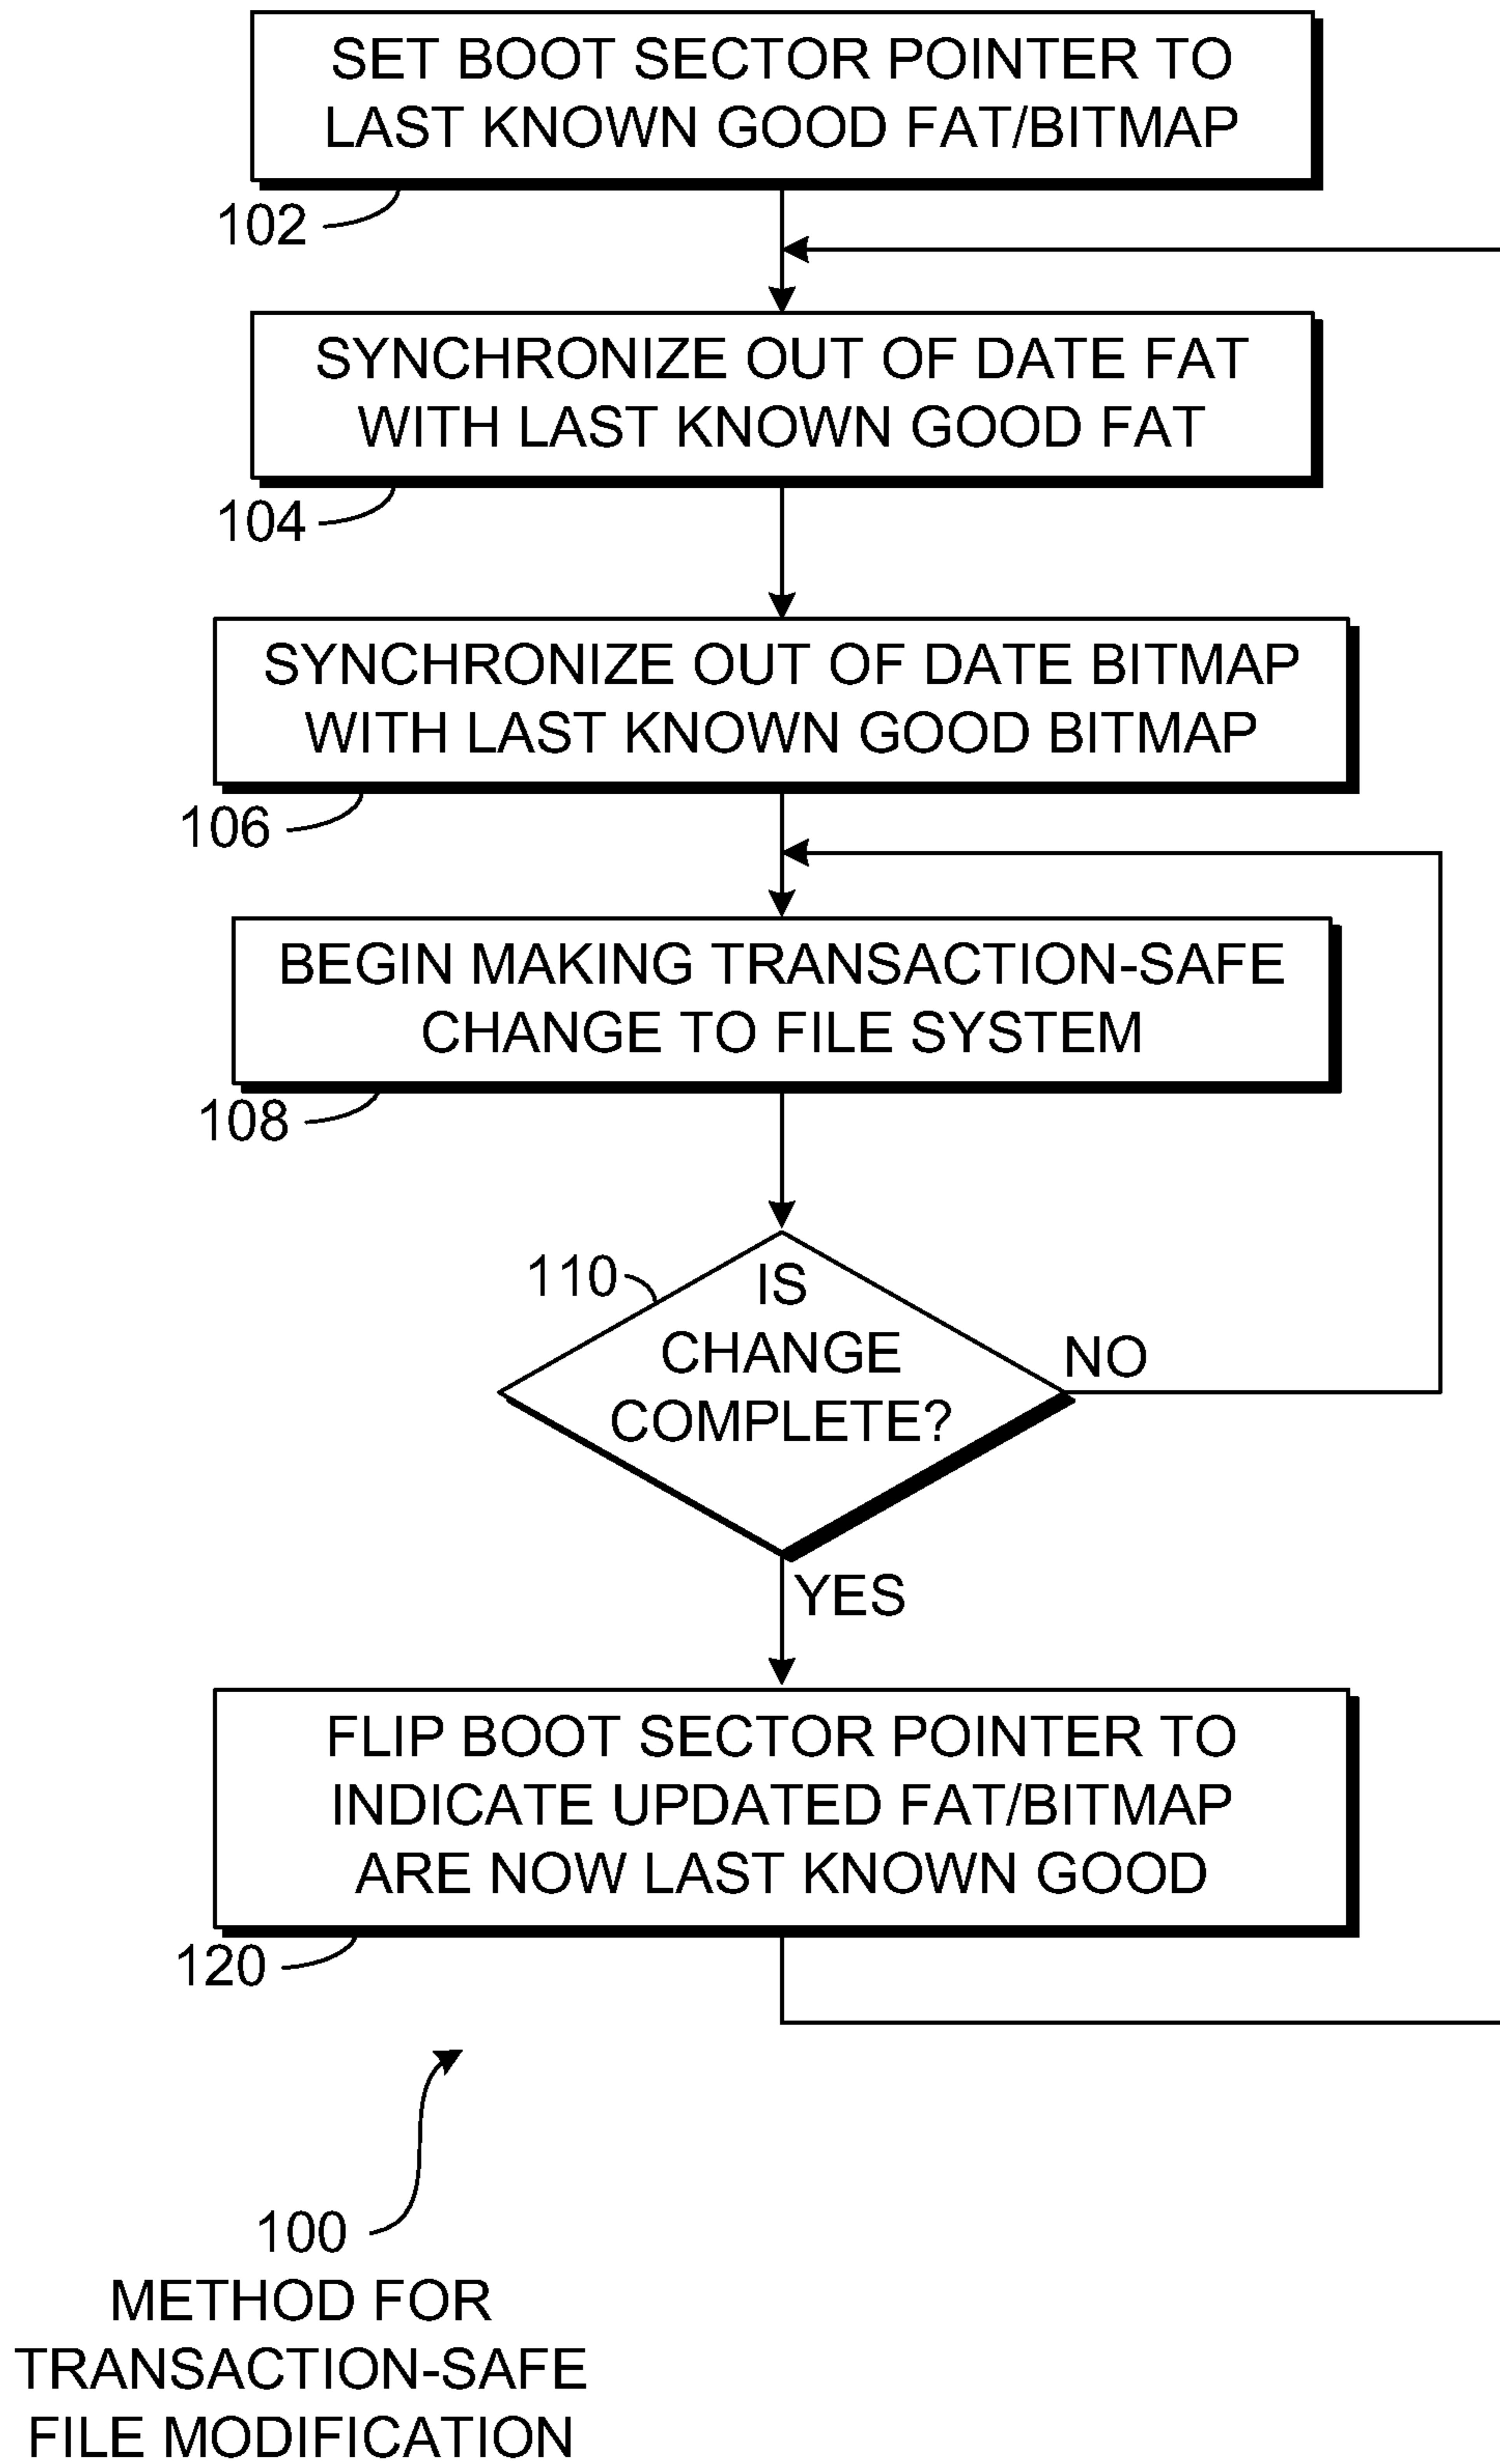 SET BOOT SECTOR POINTER TO
LAST KNOWN GOOD FAT/BITMAP
102
SYNCHRONIZE OUT OF DATE FAT
WITH LAST KNOWN GOOD FAT
104
SYNCHRONIZE OUT OF DATE BITMAP
WITH LAST KNOWN GOOD BITMAP
106
BEGIN MAKING TRANSACTION-SAFE
CHANGE TO FILE SYSTEM
108
110
IS
CHANGE
COMPLETE?
NO
YES
FLIP BOOT SECTOR POINTER TO
INDICATE UPDATED FAT/BITMAP
ARE NOW LAST KNOWN GOOD
120
100
METHOD FOR
TRANSACTION-SAFE
FILE MODIFICATION